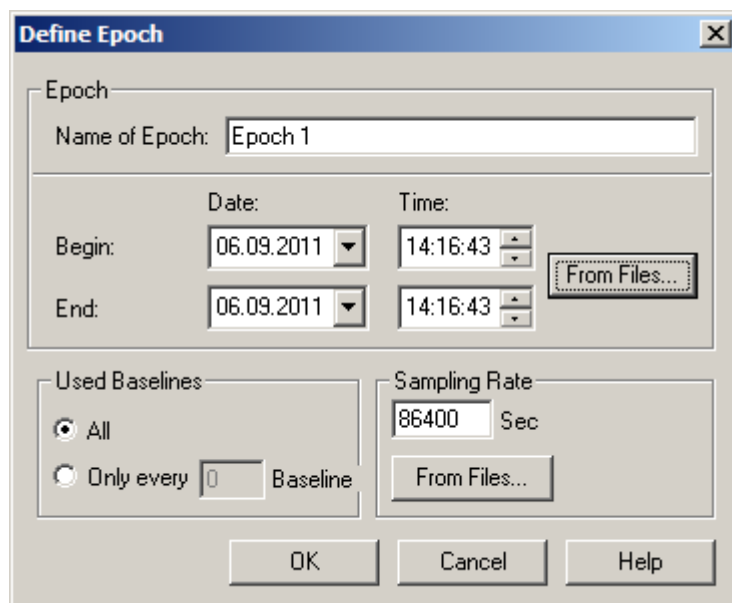 Define Epoch
Epoch
Name of Epoch: Epoch 1
Date: Time:
Begin: 06.09.2011 14:16:43
From Files...
End: 06.09.2011 14:16:43
Used Baselines Sampling Rate
86400 Sec
All
Only every 0 Baseline From Files...
OK Cancel Help